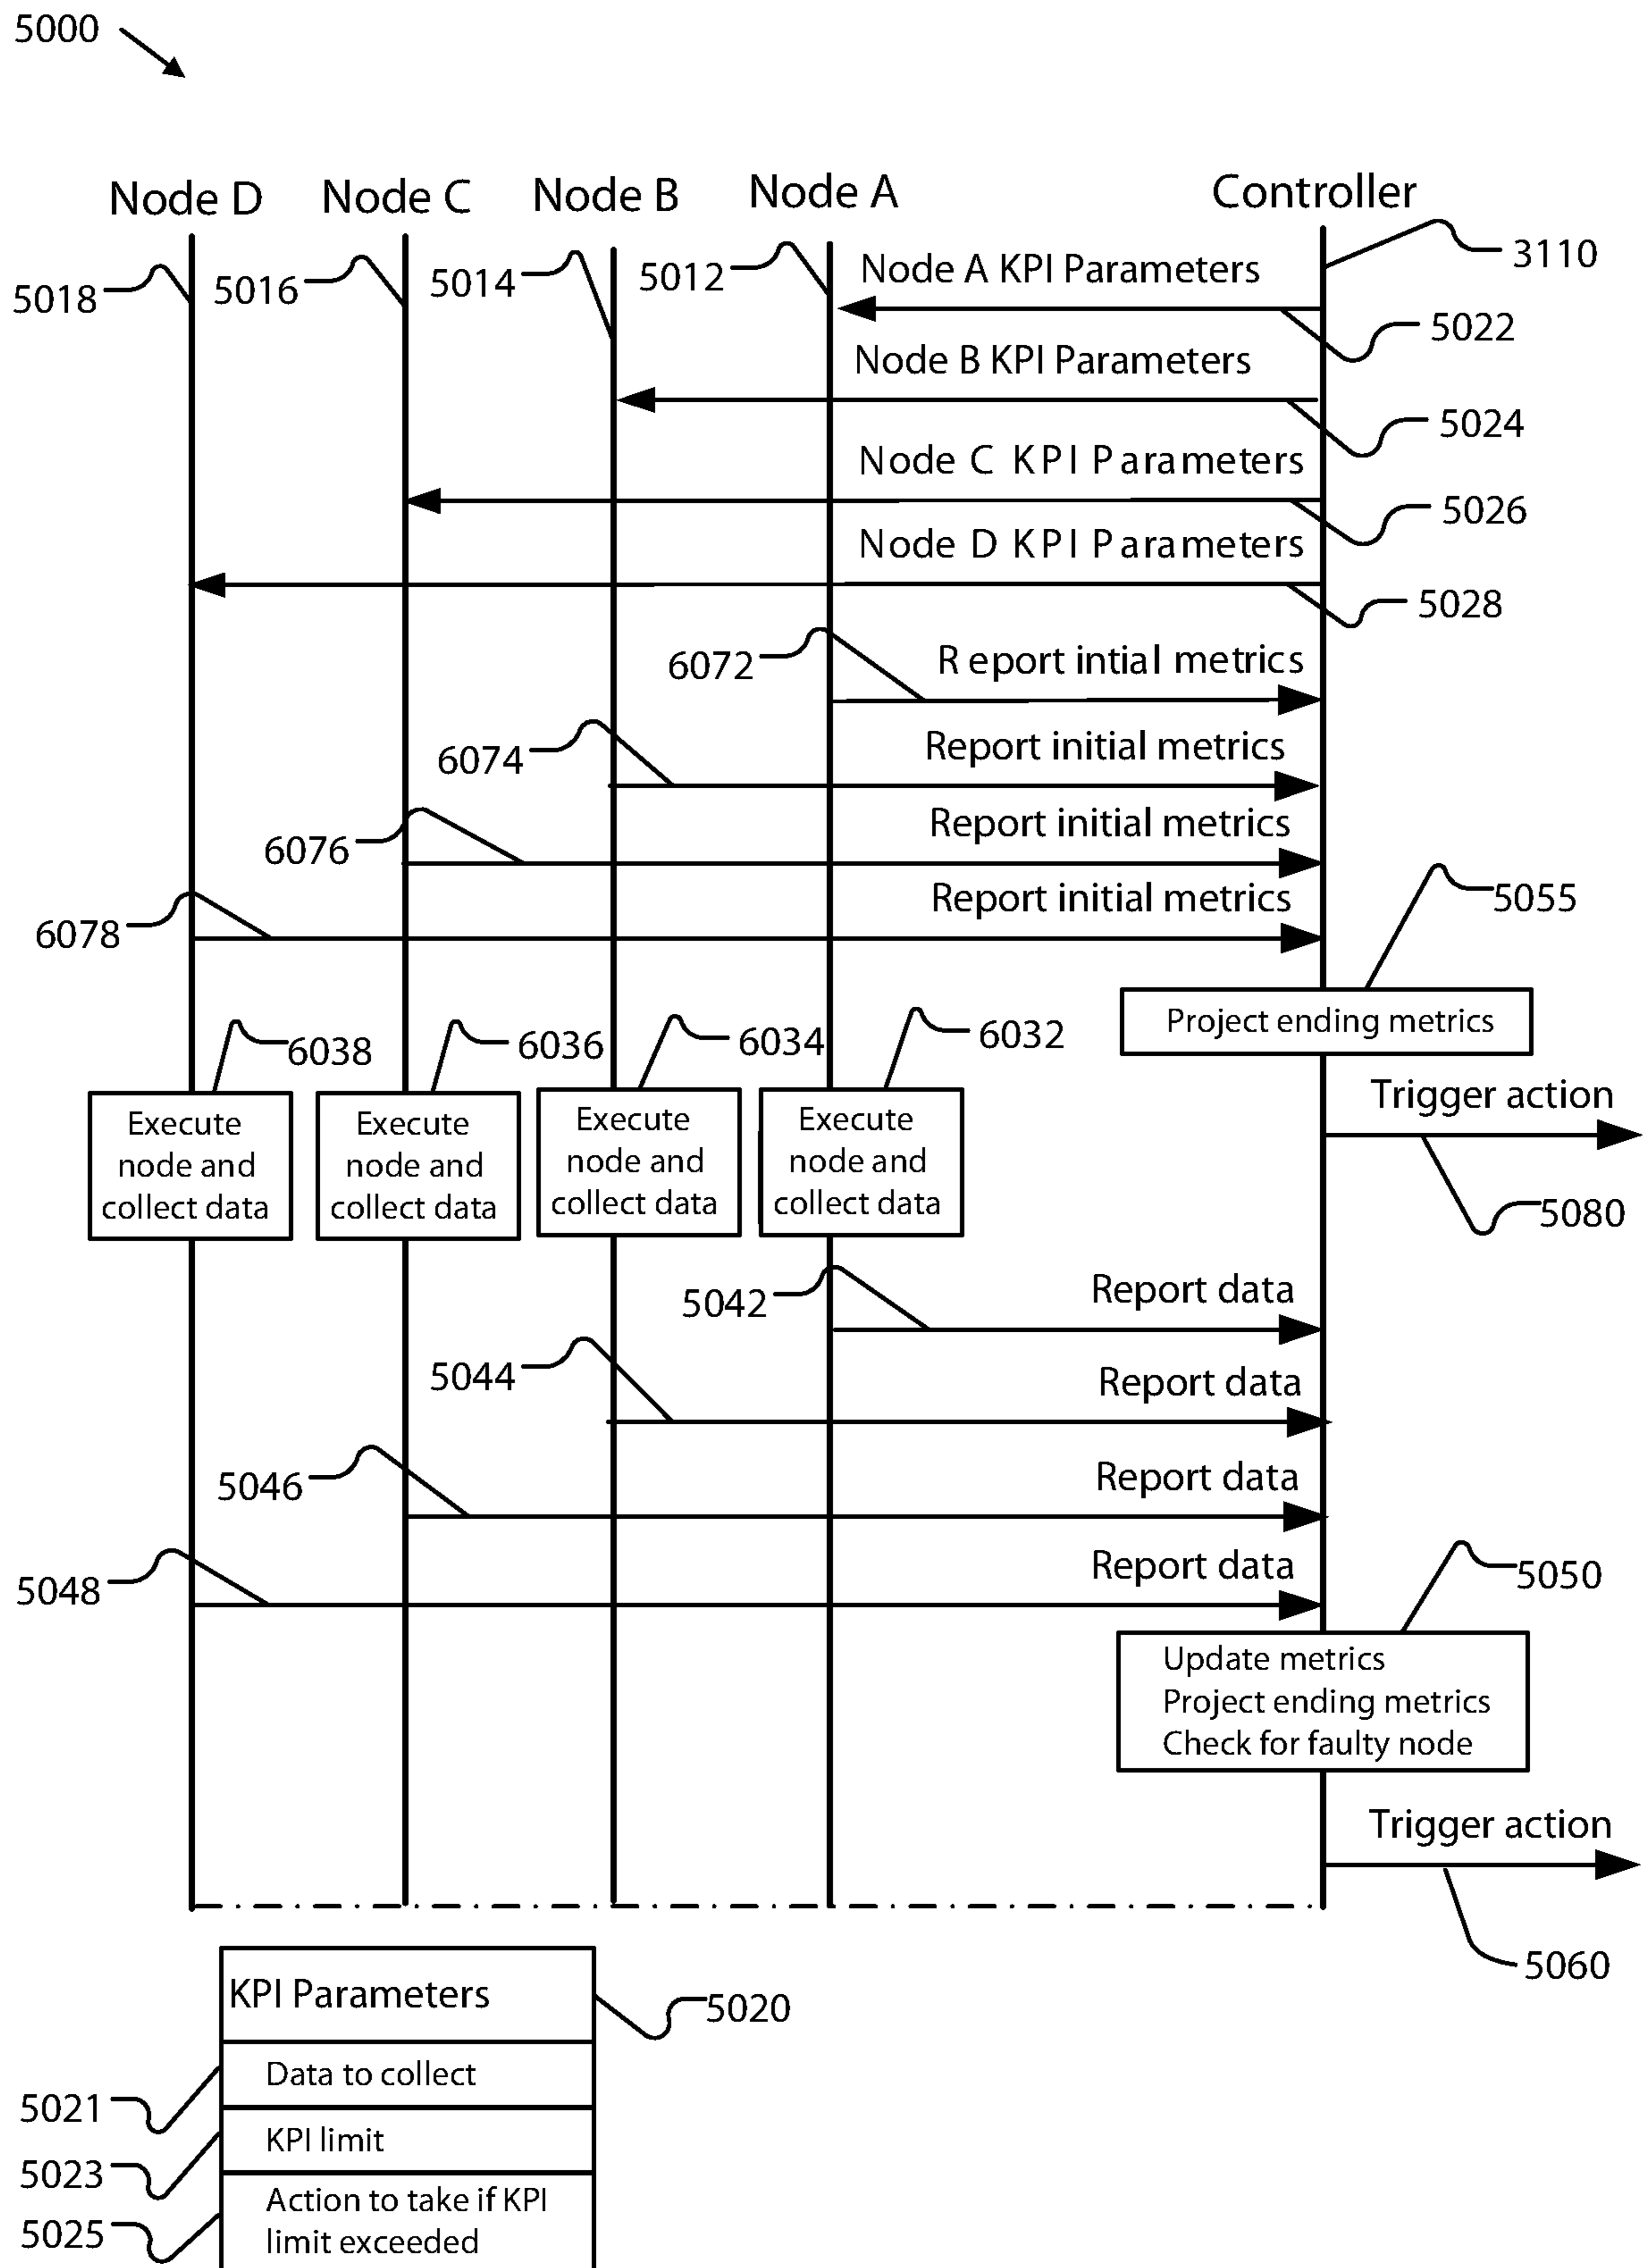 5000
Node D Node C Node B Node A Controller
5018 5016 5014 5012 Node A KPI Parameters 3110
5022
Node B KPI Parameters
5024
Node C KPI Parameters
5026
Node D KPI Parameters
5028
6072 R eport intial metrics
6074 Report initial metrics
6076 Report initial metrics
6078 Report initial metrics
5055
Project ending metrics
6038 6036 6034 6032
Trigger action
5080
Execute
node and
collect data
Execute
node and
collect data
Execute
node and
collect data
Execute
node and
collect data
5042 Report data
5044 Report data
5046 Report data
5048 Report data
5050
Update metrics
Project ending metrics
Check for faulty node
Trigger action
5060
KPI Parameters
5020
Data to collect
5021
KPI limit
5023
Action to take if KPI
limit exceeded
5025